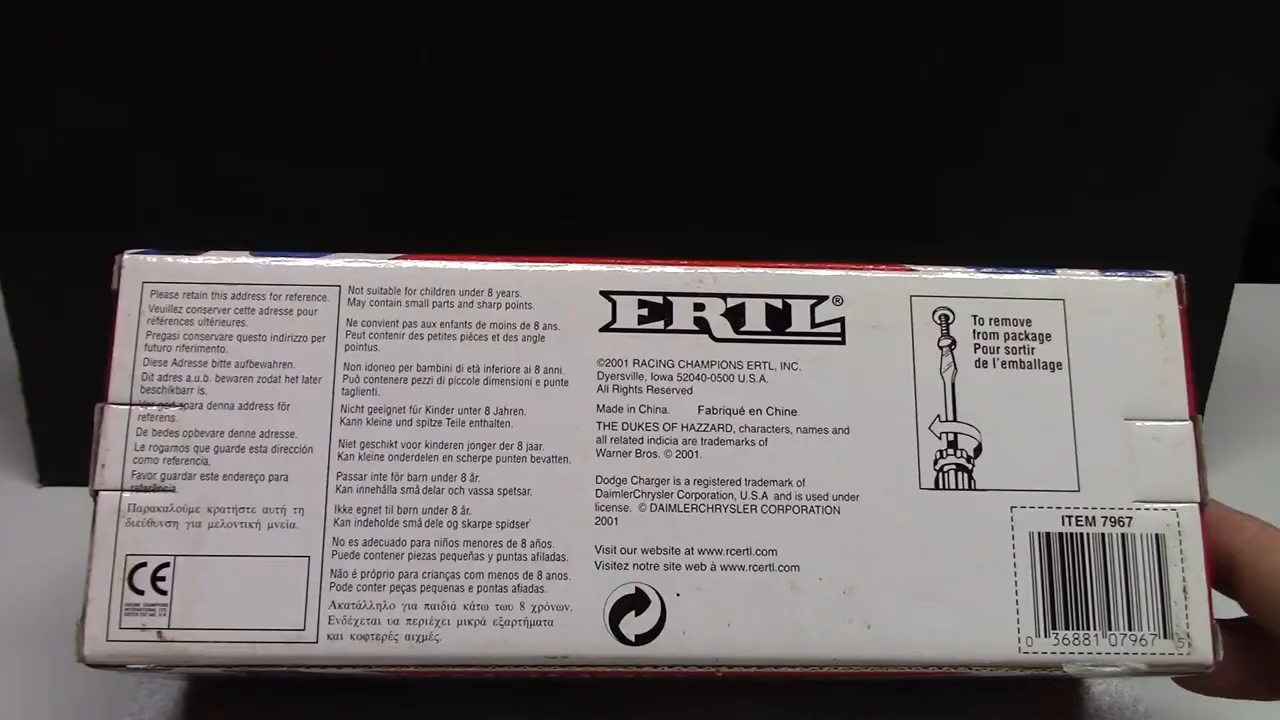 Please retain this address for reference.
Veuillez conserver cette adresse pour
références ultérieures.
Pregasi conservare questo indirizzo per
futuro riferimento.
Diese Adresse bitte aufbewahren.
Dit adres a.u.b. bewaren zodat het later
beschikbarr is.
Var god spara denna address för
referens.
De bedes opbevare denne adresse.
Le rogamos que guarde esta dirección
como referencia.
Favor guardar este endereço para
referência.
Παρακαλούμε κρατήστε αυτή τη
διεύθυνση για μελοντική μνεία.
CE
Not suitable for children under 8 years.
May contain small parts and sharp points.
Ne convient pas aux enfants de moins de 8 ans.
Peut contenir des petites pièces et des angle
pointus.
Non idoneo per bambini di età inferiore ai 8 anni.
Può contenere pezzi di piccole dimensioni e punte
taglienti.
Nicht geeignet für Kinder unter 8 Jahren.
Kann kleine und spitze Teile enthalten.
Niet geschikt voor kinderen jonger der 8 jaar.
Kan kleine onderdelen en scherpe punten bevatten.
Passar inte för barn under 8 år.
Kan innehålla små delar och vassa spetsar.
Ikke egnet til børn under 8 år.
Kan indeholde små dele og skarpe spidser
No es adecuado para niños menores de 8 años.
Puede contener piezas pequeñas y puntas afiladas.
Não é próprio para crianças com menos de 8 anos.
Pode conter peças pequenas e pontas afiadas.
Ακατάλληλο για παιδιά κάτω των 8 χρόνων.
Ενδέχεται να περιέχει μικρά εξαρτήματα
και κοφτερές αιχμές.
ERTL®
©2001 RACING CHAMPIONS ERTL, INC.
Dyersville, Iowa 52040-0500 U.S.A.
All Rights Reserved
Made in China. Fabriqué en Chine.
THE DUKES OF HAZZARD, characters, names and
all related indicia are trademarks of
Warner Bros. © 2001.
Dodge Charger is a registered trademark of
DaimlerChrysler Corporation, U.S.A and is used under
license. © DAIMLERCHRYSLER CORPORATION
2001
Visit our website at www.rcertl.com
Visitez notre site web à www.rcertl.com
To remove
from package
Pour sortir
de l'emballage
ITEM 7967
0 36881 07967 5